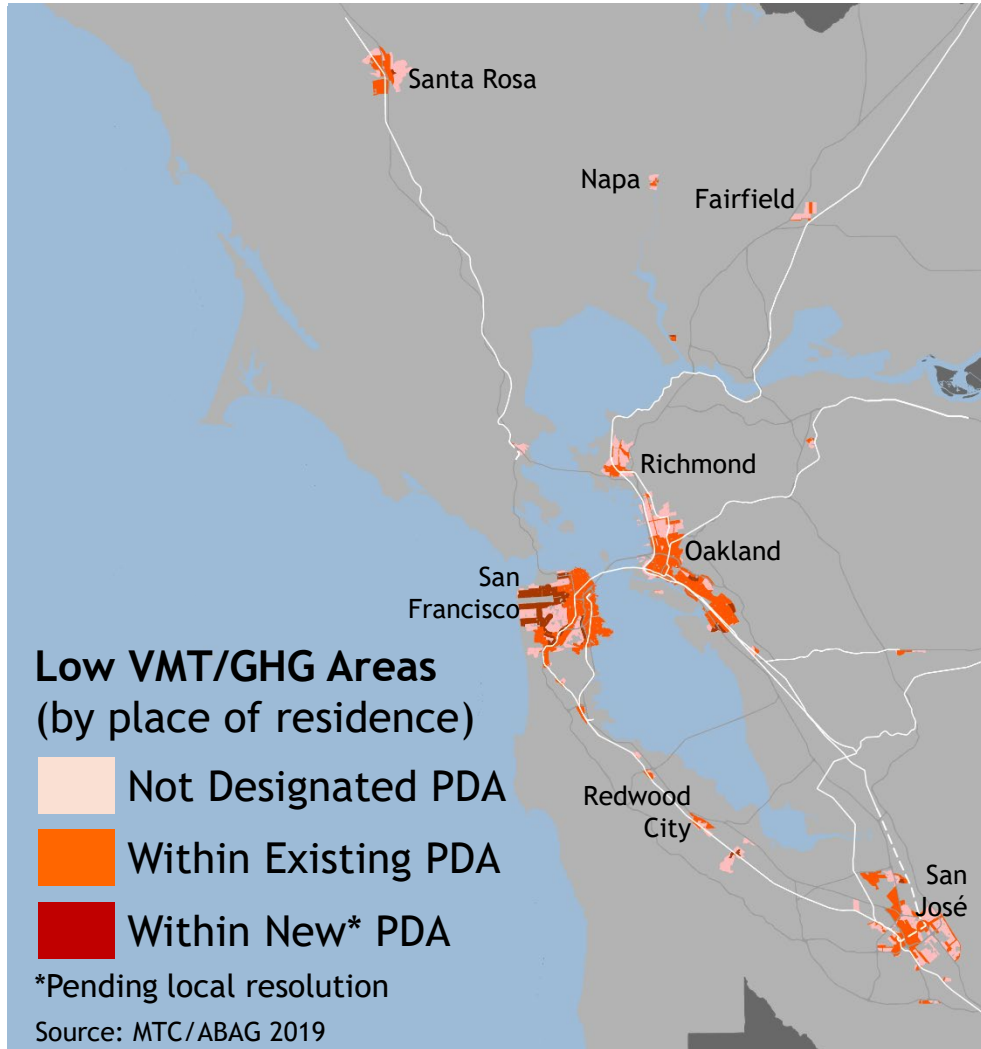 Santa Rosa
Napa
Fairfield
Richmond
Oakland
San
Francisco
Redwood
City
San
José
Low VMT/GHG Areas
(by place of residence)
Not Designated PDA
Within Existing PDA
Within New* PDA
*Pending local resolution
Source: MTC/ABAG 2019